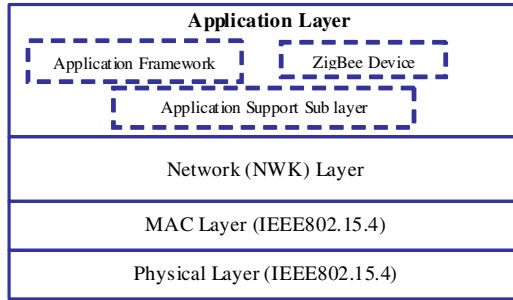 Application Layer
Application Framework
ZigBee Device
Application Support Sub layer
Network (NWK) Layer
MAC Layer (IEEE802.15.4)
Physical Layer (IEEE802.15.4)